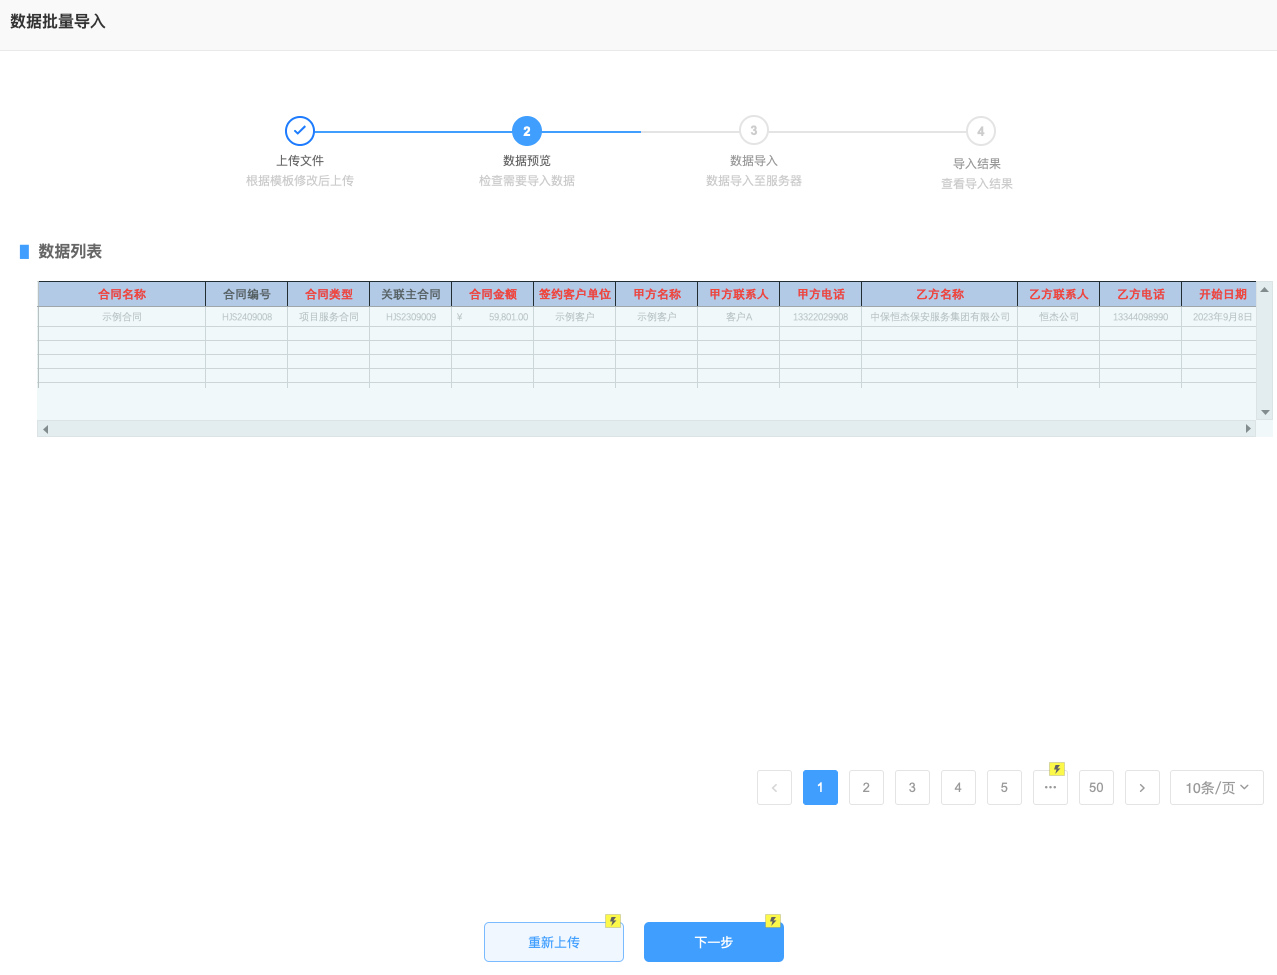 数据批量导入
2 3 4
上传文件 数据预览 数据导入 导入结果
根据模板修改后上传 检查需要导入数据 数据导入至服务器 查看导入结果
数据列表
合同名称 合同编号 合同类型 关联主合同 合同金额 签约客户单位 甲方名称 甲方联系人 甲方电话 乙方名称 乙方联系人 乙方电话 开始日期
示例合同 HJS2409008 项目服务合同 HJS2309009 ¥ 59,801.00 示例客户 示例客户 客户A 13322029908 中保恒杰保安服务集团有限公司 恒杰公司 13344098990 2023年9月8日
1 2 3 4 5 ... 50 10条/页
重新上传 下一步